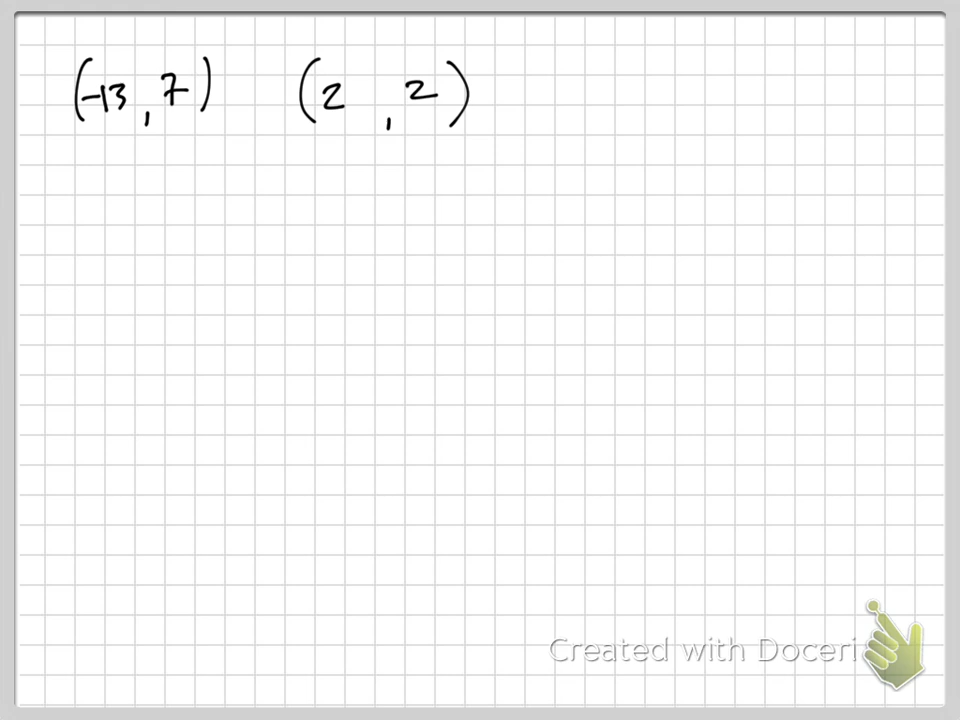 (-13, 7) (2 , 2)
Created with Doceri